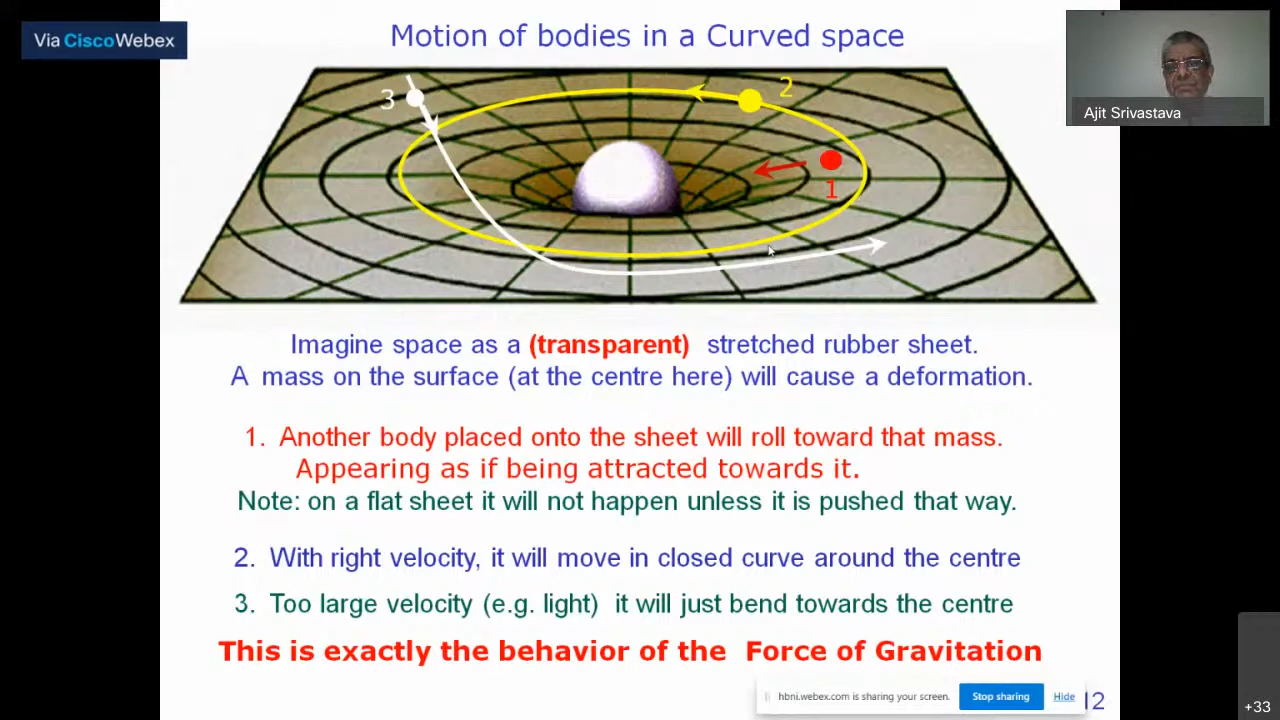 Via CiscoWebex
Motion of bodies in a Curved space
Ajit Srivastava
3
2
1
Imagine space as a (transparent) stretched rubber sheet.
A mass on the surface (at the centre here) will cause a deformation.
1. Another body placed onto the sheet will roll toward that mass.
Appearing as if being attracted towards it.
Note: on a flat sheet it will not happen unless it is pushed that way.
2. With right velocity, it will move in closed curve around the centre
3. Too large velocity (e.g. light) it will just bend towards the centre
This is exactly the behavior of the Force of Gravitation
hbni.webex.com is sharing your screen. Stop sharing Hide
12
+33